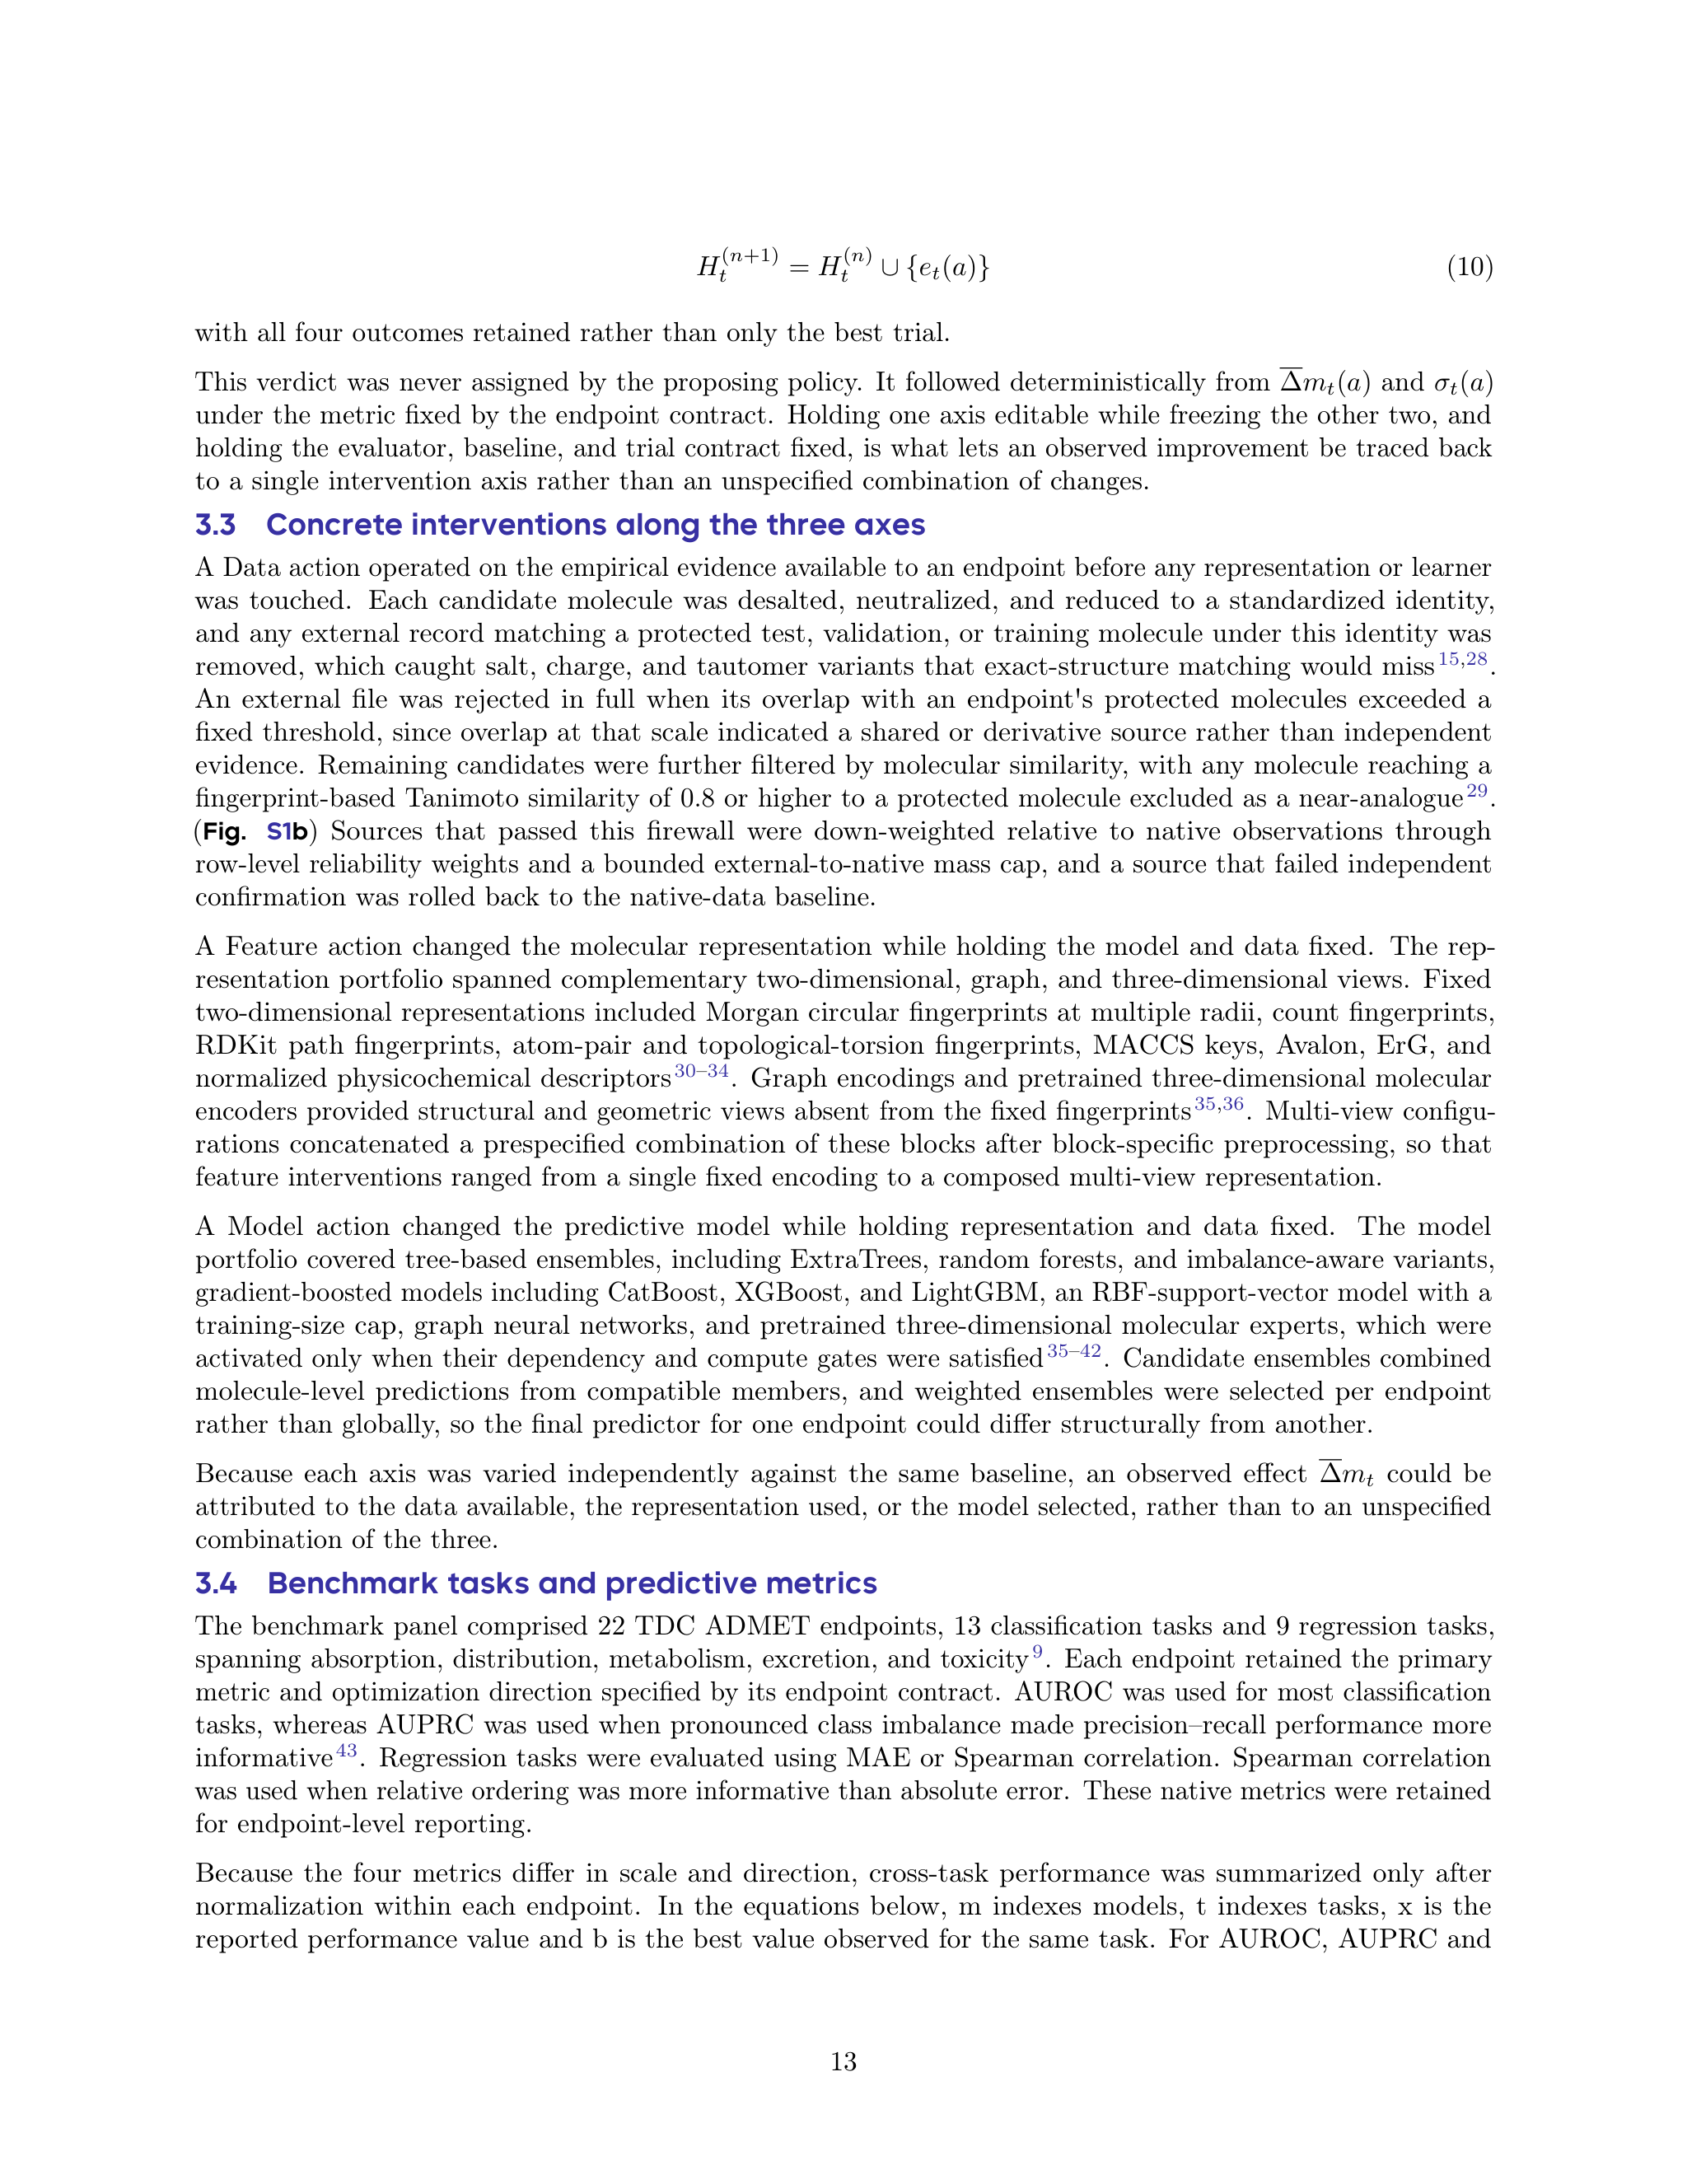 H_t^{(n+1)} = H_t^{(n)} ∪ {e_t(a)} (10)
with all four outcomes retained rather than only the best trial.
This verdict was never assigned by the proposing policy. It followed deterministically from Δ̅m_t(a) and σ_t(a)
under the metric fixed by the endpoint contract. Holding one axis editable while freezing the other two, and
holding the evaluator, baseline, and trial contract fixed, is what lets an observed improvement be traced back
to a single intervention axis rather than an unspecified combination of changes.
3.3 Concrete interventions along the three axes
A Data action operated on the empirical evidence available to an endpoint before any representation or learner
was touched. Each candidate molecule was desalted, neutralized, and reduced to a standardized identity,
and any external record matching a protected test, validation, or training molecule under this identity was
removed, which caught salt, charge, and tautomer variants that exact-structure matching would miss15,28.
An external file was rejected in full when its overlap with an endpoint's protected molecules exceeded a
fixed threshold, since overlap at that scale indicated a shared or derivative source rather than independent
evidence. Remaining candidates were further filtered by molecular similarity, with any molecule reaching a
fingerprint-based Tanimoto similarity of 0.8 or higher to a protected molecule excluded as a near-analogue29.
(Fig. S1b) Sources that passed this firewall were down-weighted relative to native observations through
row-level reliability weights and a bounded external-to-native mass cap, and a source that failed independent
confirmation was rolled back to the native-data baseline.
A Feature action changed the molecular representation while holding the model and data fixed. The rep-
resentation portfolio spanned complementary two-dimensional, graph, and three-dimensional views. Fixed
two-dimensional representations included Morgan circular fingerprints at multiple radii, count fingerprints,
RDKit path fingerprints, atom-pair and topological-torsion fingerprints, MACCS keys, Avalon, ErG, and
normalized physicochemical descriptors30–34. Graph encodings and pretrained three-dimensional molecular
encoders provided structural and geometric views absent from the fixed fingerprints35,36. Multi-view configu-
rations concatenated a prespecified combination of these blocks after block-specific preprocessing, so that
feature interventions ranged from a single fixed encoding to a composed multi-view representation.
A Model action changed the predictive model while holding representation and data fixed. The model
portfolio covered tree-based ensembles, including ExtraTrees, random forests, and imbalance-aware variants,
gradient-boosted models including CatBoost, XGBoost, and LightGBM, an RBF-support-vector model with a
training-size cap, graph neural networks, and pretrained three-dimensional molecular experts, which were
activated only when their dependency and compute gates were satisfied35–42. Candidate ensembles combined
molecule-level predictions from compatible members, and weighted ensembles were selected per endpoint
rather than globally, so the final predictor for one endpoint could differ structurally from another.
Because each axis was varied independently against the same baseline, an observed effect Δ̅m_t could be
attributed to the data available, the representation used, or the model selected, rather than to an unspecified
combination of the three.
3.4 Benchmark tasks and predictive metrics
The benchmark panel comprised 22 TDC ADMET endpoints, 13 classification tasks and 9 regression tasks,
spanning absorption, distribution, metabolism, excretion, and toxicity9. Each endpoint retained the primary
metric and optimization direction specified by its endpoint contract. AUROC was used for most classification
tasks, whereas AUPRC was used when pronounced class imbalance made precision–recall performance more
informative43. Regression tasks were evaluated using MAE or Spearman correlation. Spearman correlation
was used when relative ordering was more informative than absolute error. These native metrics were retained
for endpoint-level reporting.
Because the four metrics differ in scale and direction, cross-task performance was summarized only after
normalization within each endpoint. In the equations below, m indexes models, t indexes tasks, x is the
reported performance value and b is the best value observed for the same task. For AUROC, AUPRC and
13